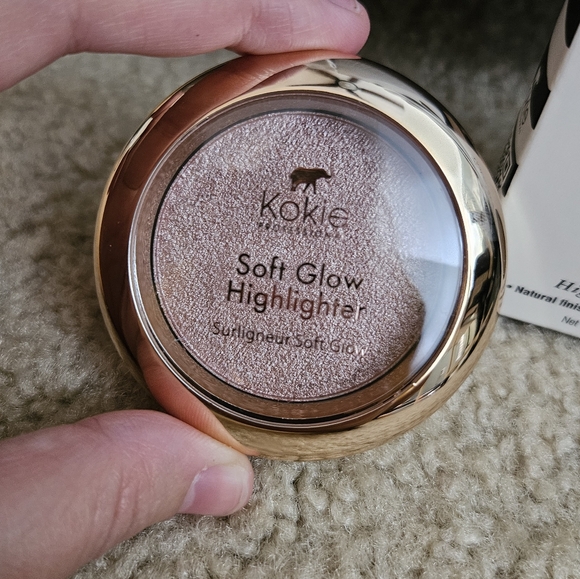 Kokie
PROFESSIONAL
Soft Glow
Highlighter
Surligneur Soft Glow
• Natural finis
Net